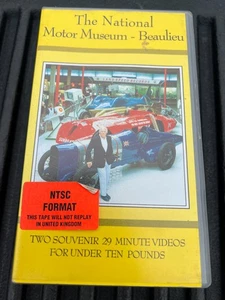 The National
Motor Museum - Beaulieu
NTSC
FORMAT
THIS TAPE WILL NOT REPLAY
IN UNITED KINGDOM
TWO SOUVENIR 29 MINUTE VIDEOS
FOR UNDER TEN POUNDS